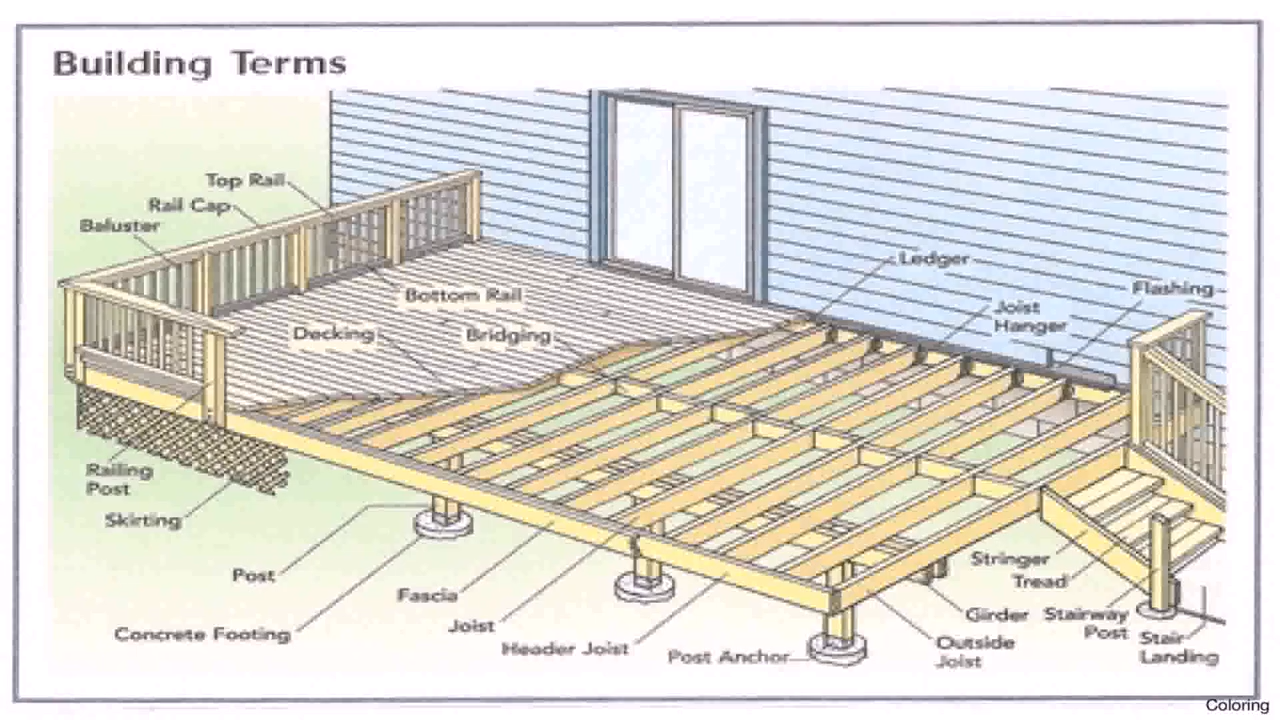 Building Terms
Top Rail
Rail Cap
Baluster
Ledger
Flashing
Bottom Rail
Joist
Hanger
Decking
Bridging
Railing
Post
Skirting
Stringer
Post
Tread
Fascia
Girder
Stairway
Post
Joist
Concrete Footing
Stair
Landing
Outside
Joist
Header Joist
Post Anchor
Coloring